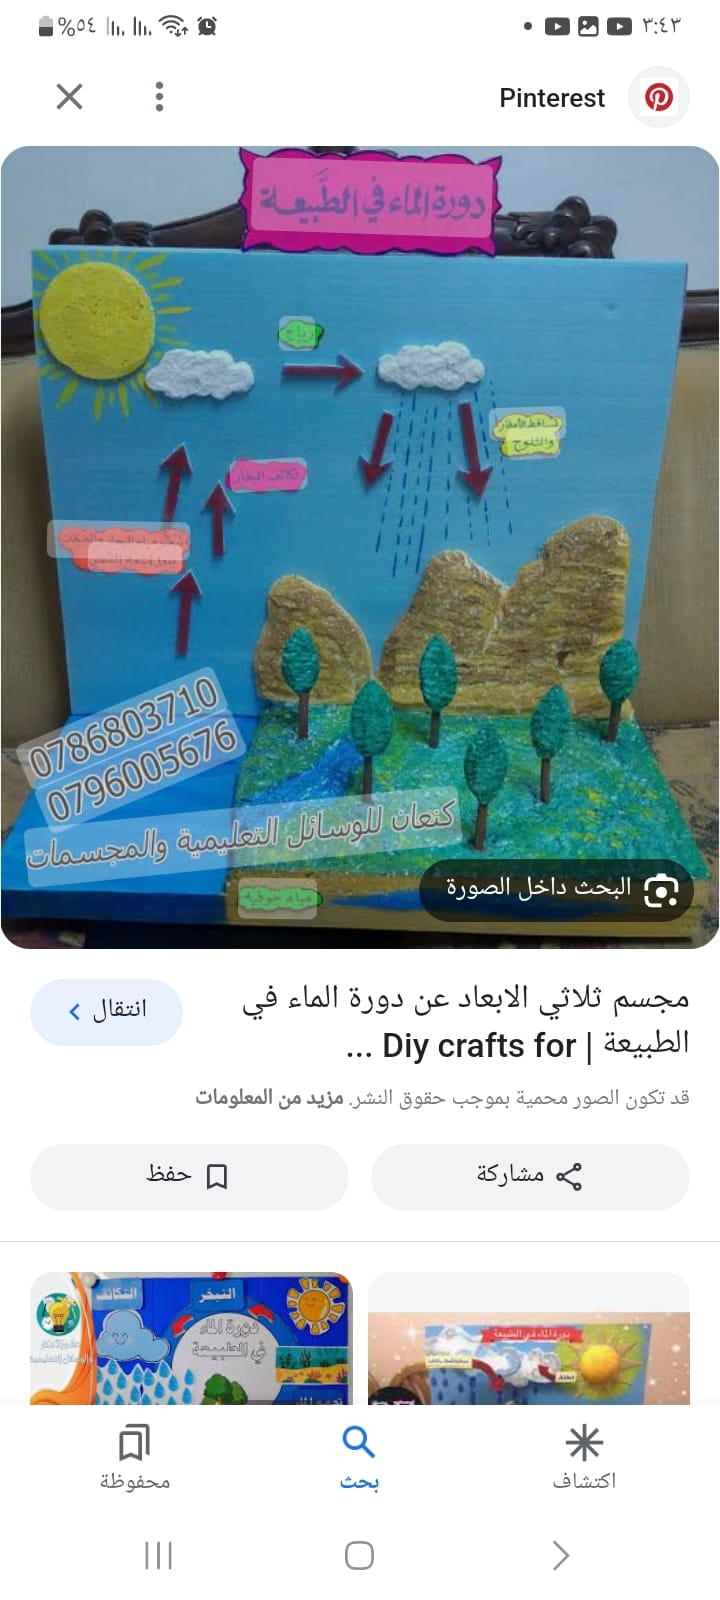 ٣:٤٣
%٥٤
Pinterest
دورة الماء في الطَّبيعـة
رياح
تساقط الأمطار
والثلوج
تكاثف البخار
0786803710
0796005676
كنعان للوسائل التعليمية والمجسمات
مياه جوفية
البحث داخل الصورة
مجسم ثلاثي الابعاد عن دورة الماء في
الطبيعة | Diy crafts for ...
انتقال
قد تكون الصور محمية بموجب حقوق النشر. مزيد من المعلومات
مشاركة
حفظ
دورة الماء في الطبيعة
التبخر
التكاثف
دورة الماء
في الطبيعة
اكتشاف
بحث
محفوظة